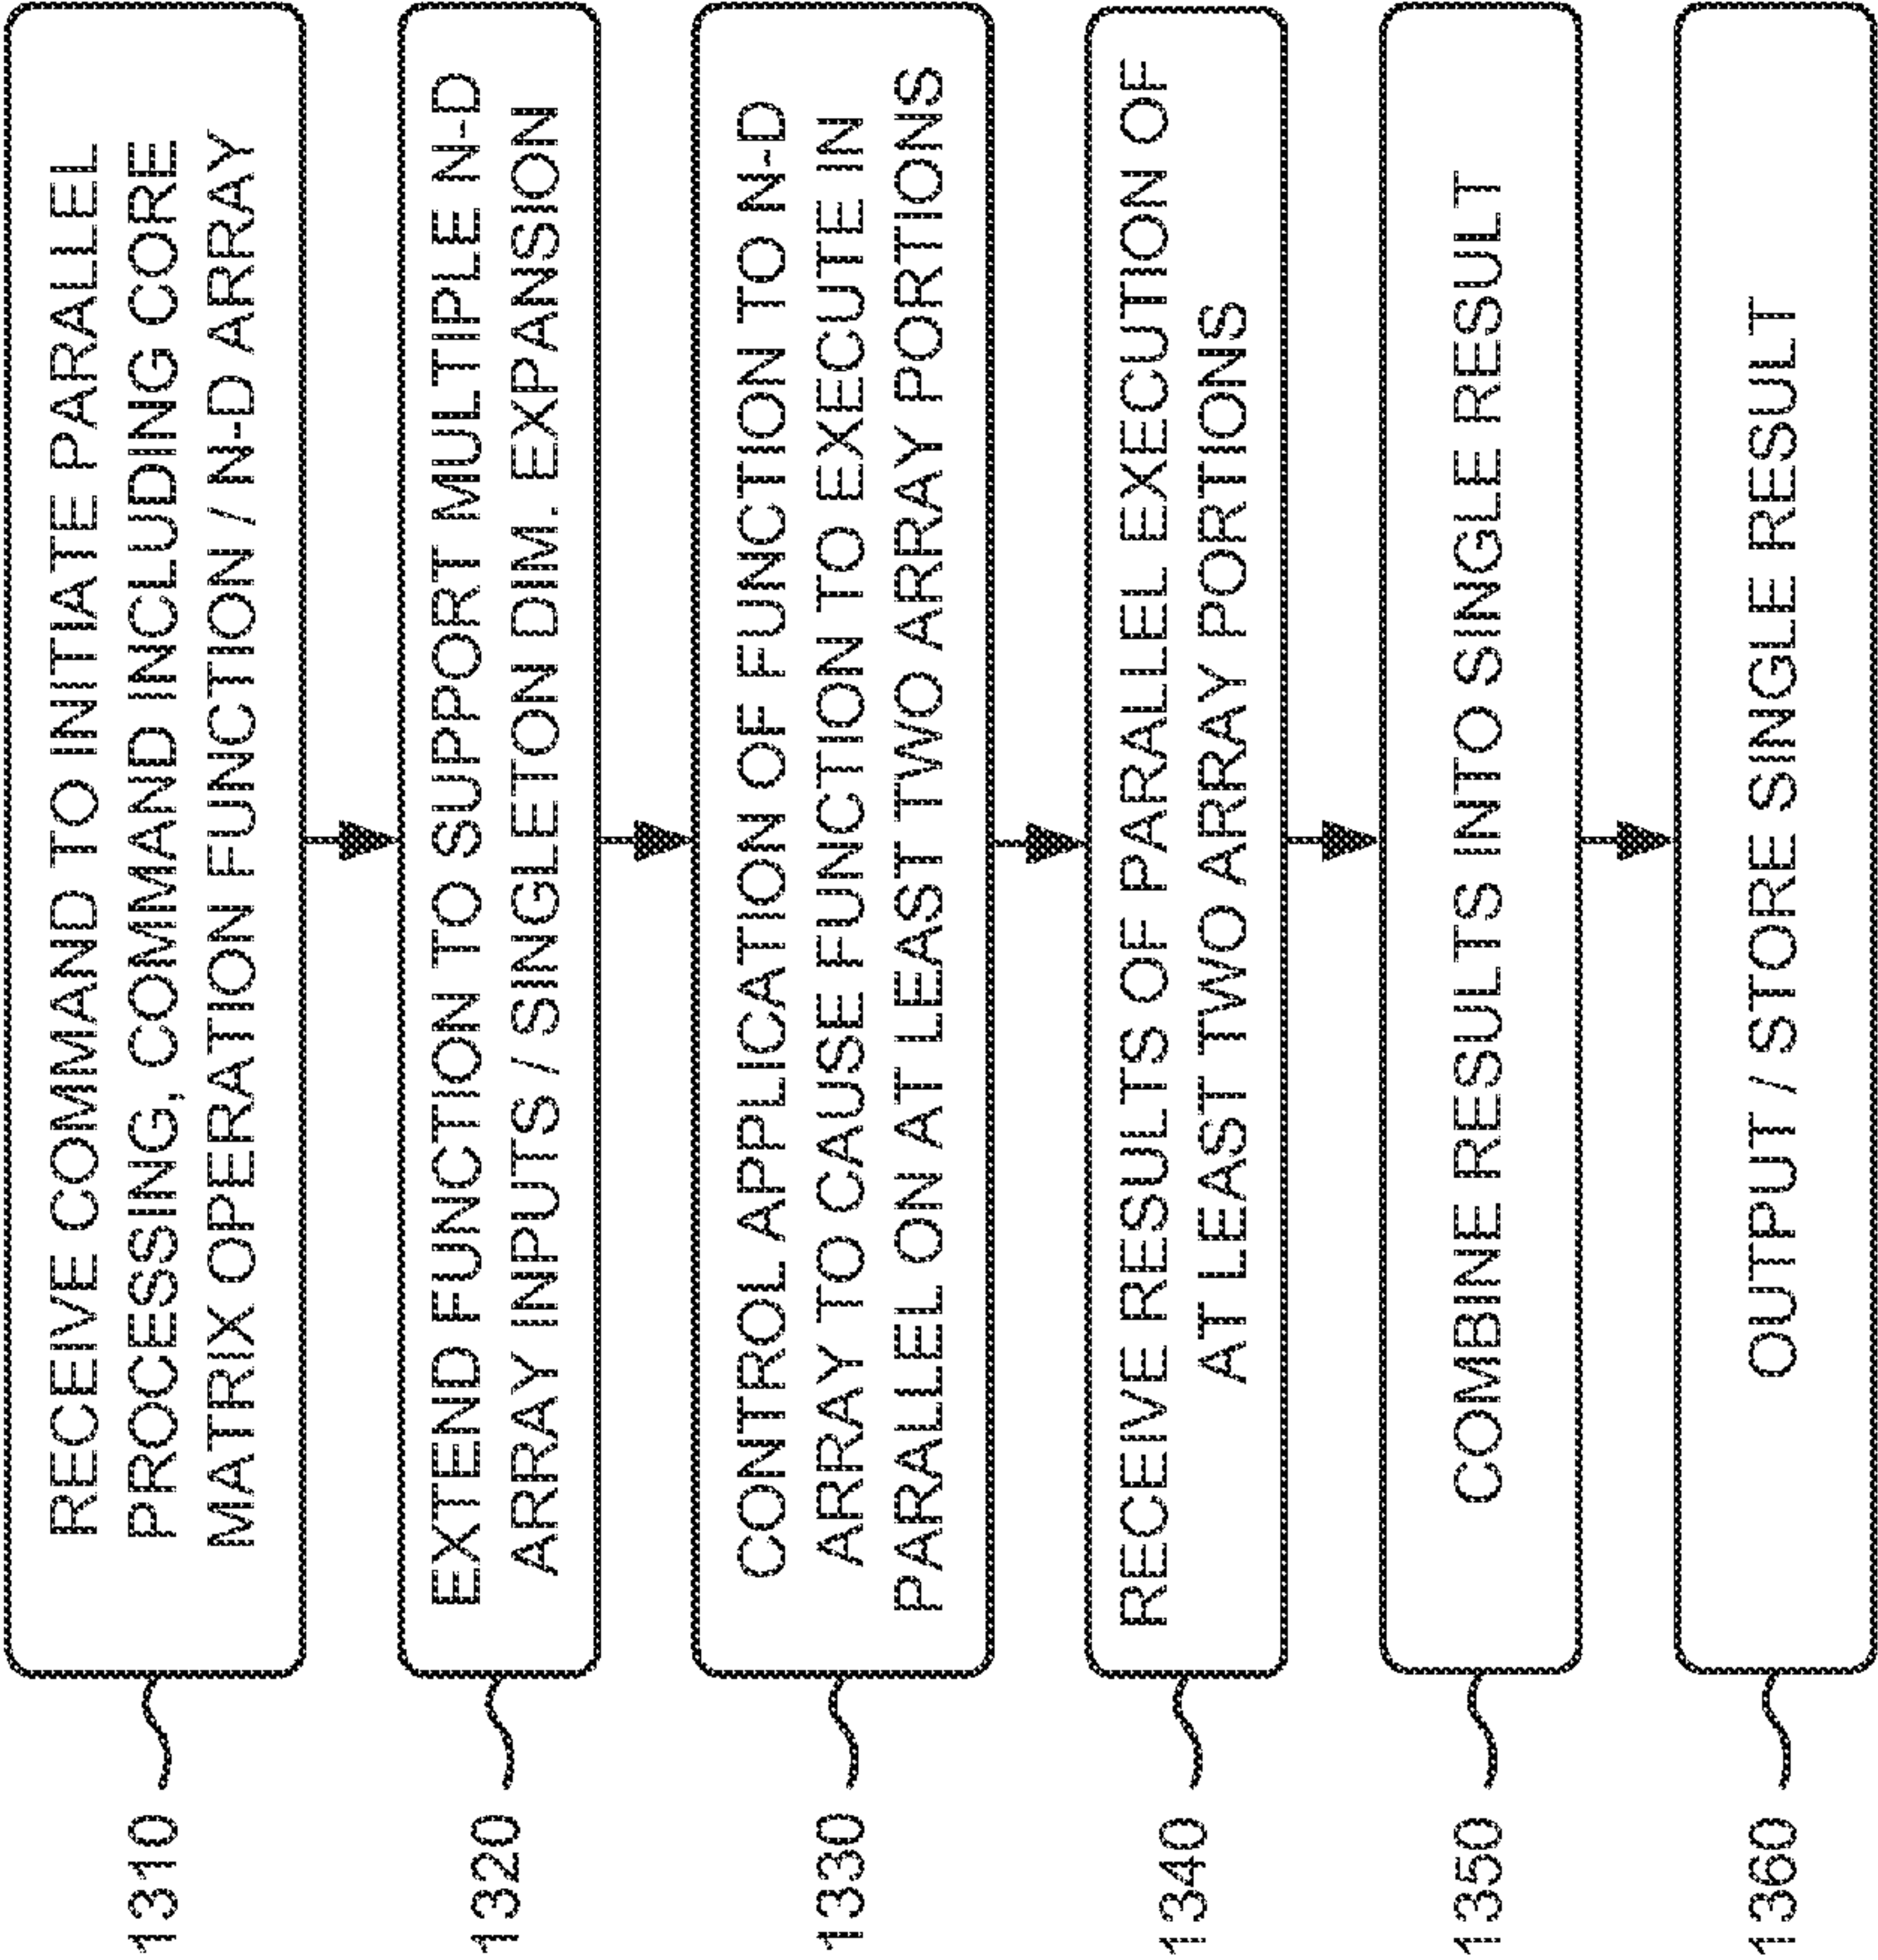 1310
RECEIVE COMMAND TO INITIATE PARALLEL
PROCESSING, COMMAND INCLUDING CORE
MATRIX OPERATION FUNCTION / N-D ARRAY
1320
EXTEND FUNCTION TO SUPPORT MULTIPLE N-D
ARRAY INPUTS / SINGLETON DIM. EXPANSION
1330
CONTROL APPLICATION OF FUNCTION TO N-D
ARRAY TO CAUSE FUNCTION TO EXECUTE IN
PARALLEL ON AT LEAST TWO ARRAY PORTIONS
1340
RECEIVE RESULTS OF PARALLEL EXECUTION OF
AT LEAST TWO ARRAY PORTIONS
1350
COMBINE RESULTS INTO SINGLE RESULT
1360
OUTPUT / STORE SINGLE RESULT